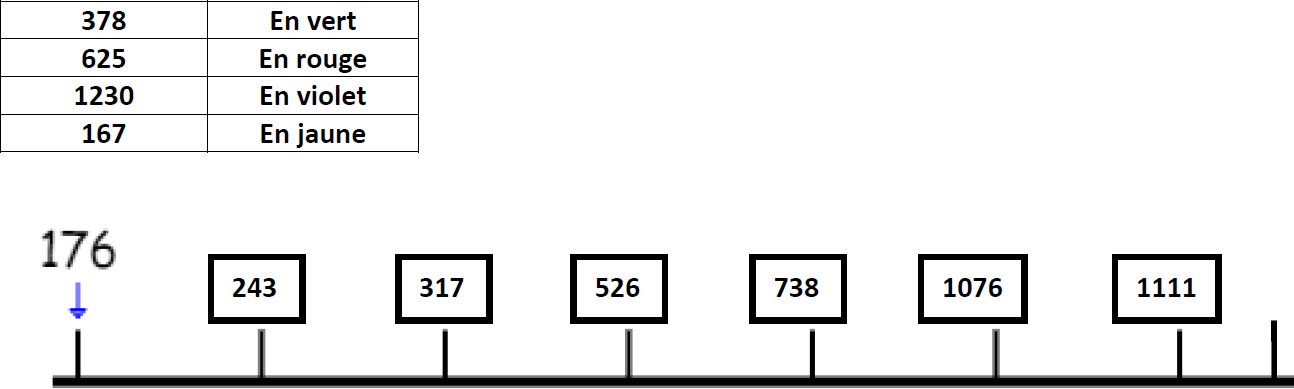 378 En vert
625 En rouge
1230 En violet
167 En jaune
176
243 317 526 738 1076 1111